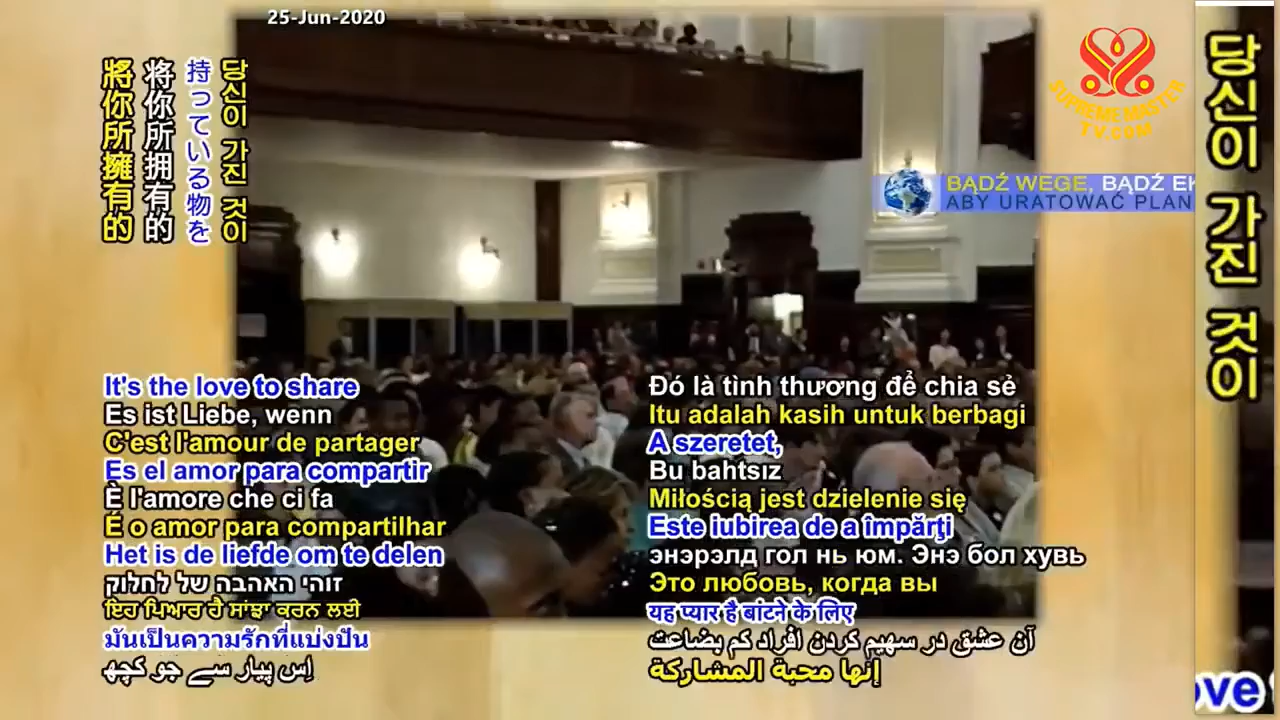 25-Jun-2020
SUPREME MASTER
TV.COM
將你所擁有的
将你所拥有的
持っている物を
당신이 가진 것이
당신이 가진 것이
BĄDŹ WEGE, BĄDŹ EK
ABY URATOWAĆ PLAN
It's the love to share
Es ist Liebe, wenn
C'est l'amour de partager
Es el amor para compartir
È l'amore che ci fa
É o amor para compartilhar
Het is de liefde om te delen
זוהי האהבה של לחלוק
ਇਹ ਪਿਆਰ ਹੈ ਸਾਂਝਾ ਕਰਨ ਲਈ
มันเป็นความรักที่แบ่งปัน
اِس پیار سے جو کچھ
Đó là tình thương để chia sẻ
Itu adalah kasih untuk berbagi
A szeretet,
Bu bahtsız
Miłością jest dzielenie się
Este iubirea de a împărţi
энэрэлд гол нь юм. Энэ бол хувь
Это любовь, когда вы
यह प्यार है बांटने के लिए
آن عشق در سهیم کردن افراد کم بضاعت
إنها محبة المشاركة
ove